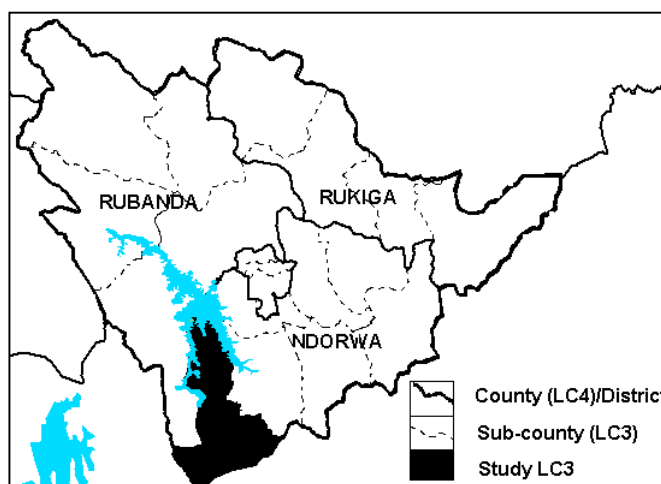 RUBANDA
RUKIGA
NDORWA
County (LC4)/District
Sub-county (LC3)
Study LC3